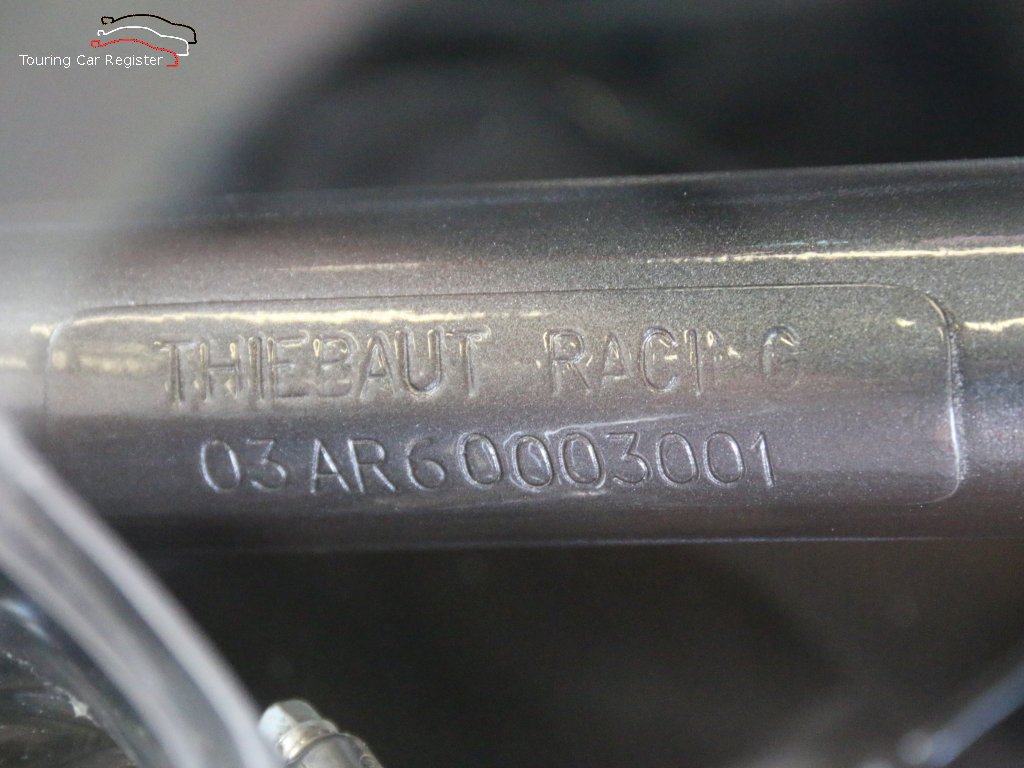 Touring Car Register
THIEBAUT RACING
03AR60003001